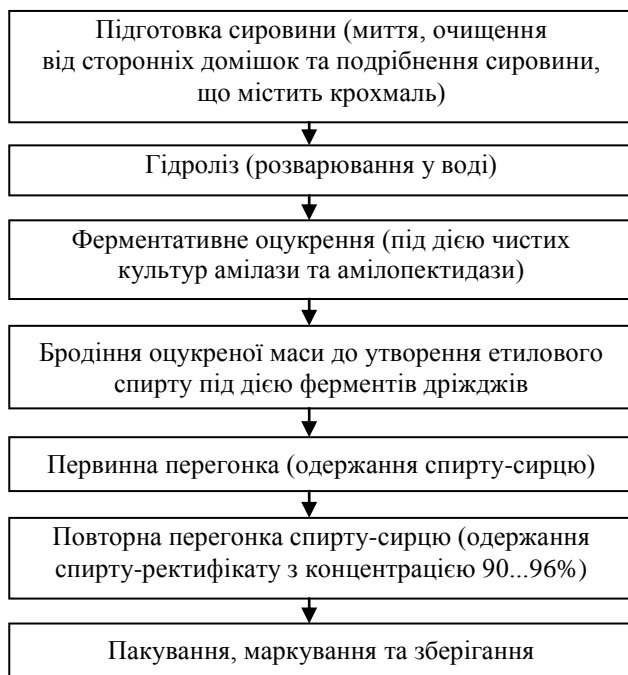 Підготовка сировини (миття, очищення
від сторонніх домішок та подрібнення сировини,
що містить крохмаль)
Гідроліз (розварювання у воді)
Ферментативне оцукрення (під дією чистих
культур амілази та амілопектидази)
Бродіння оцукреної маси до утворення етилового
спирту під дією ферментів дріжджів
Первинна перегонка (одержання спирту-сирцю)
Повторна перегонка спирту-сирцю (одержання
спирту-ректифікату з концентрацією 90...96%)
Пакування, маркування та зберігання